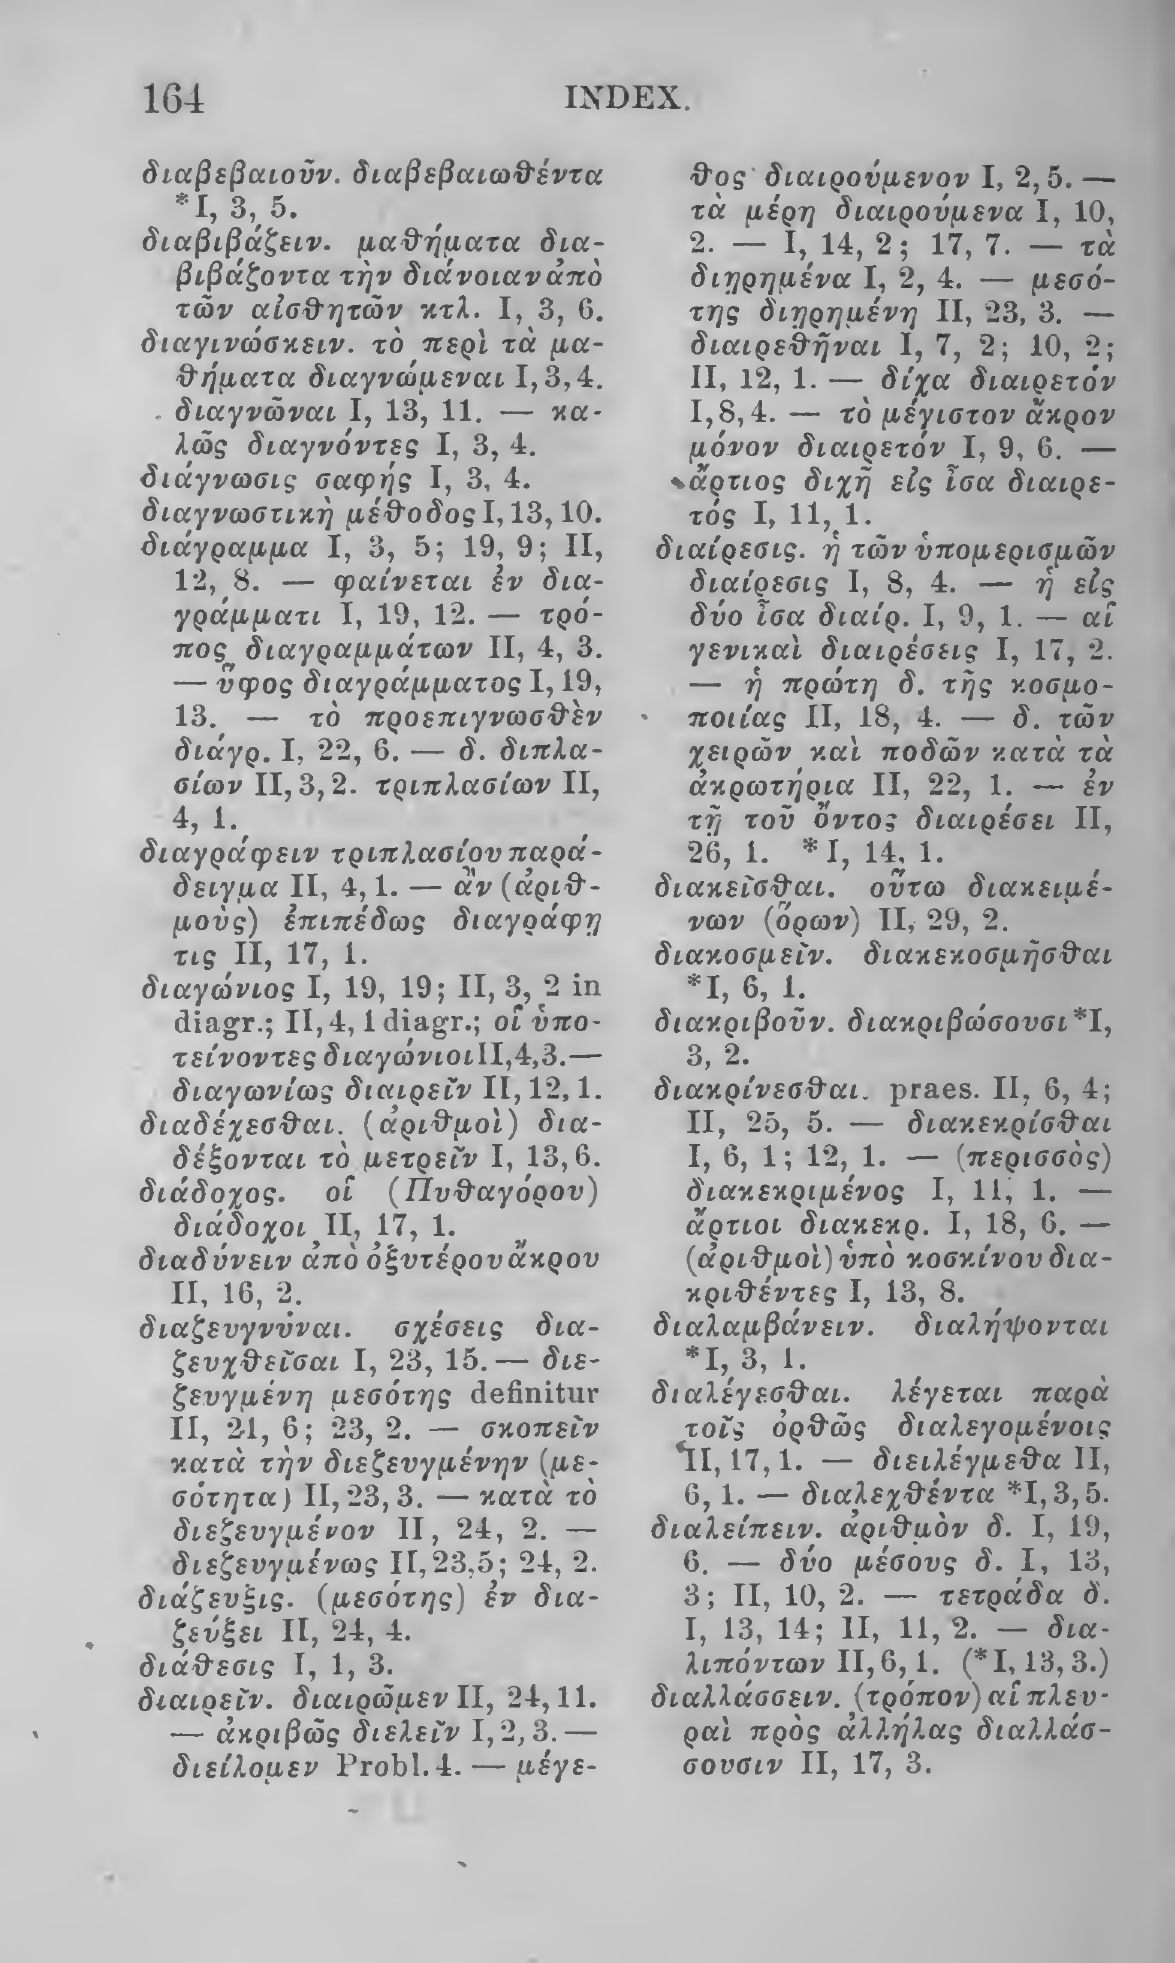 164 INDEX.
διαβεβαιοῦν. διαβεβαιωθέντα
*I, 3, 5.
διαβιβάζειν. μαθήματα δια-
βιβάζοντα τὴν διάνοιαν ἀπὸ
τῶν αἰσθητῶν κτλ. I, 3, 6.
διαγινώσκειν. τὸ περὶ τὰ μα-
θήματα διαγνώμεναι I, 3, 4.
διαγνῶναι I, 13, 11. — κα-
λῶς διαγνόντες I, 3, 4.
διάγνωσις σαφής I, 3, 4.
διαγνωστικὴ μέθοδος I, 13, 10.
διάγραμμα I, 3, 5; 19, 9; II,
12, 8. — φαίνεται ἐν δια-
γράμματι I, 19, 12. — τρό-
πος διαγραμμάτων II, 4, 3.
— ὕφος διαγράμματος I, 19,
13. — τὸ προεπιγνωσθὲν
διάγρ. I, 22, 6. — δ. διπλα-
σίων II, 3, 2. τριπλασίων II,
4, 1.
διαγράφειν τριπλασίου παρά-
δειγμα II, 4, 1. — ἂν (ἀριθ-
μοὺς) ἐπιπέδως διαγράφῃ
τις II, 17, 1.
διαγώνιος I, 19, 19; II, 3, 2 in
diagr.; II, 4, 1 diagr.; οἱ ὑπο-
τείνοντες διαγώνιοι II, 4, 3. —
διαγωνίως διαιρεῖν II, 12, 1.
διαδέχεσθαι. (ἀριθμοὶ) δια-
δέξονται τὸ μετρεῖν I, 13, 6.
διάδοχος. οἱ (Πυθαγόρου)
διάδοχοι II, 17, 1.
διαδύνειν ἀπὸ ὀξυτέρου ἄκρου
II, 16, 2.
διαζευγνύναι. σχέσεις δια-
ζευχθεῖσαι I, 23, 15. — διε-
ζευγμένη μεσότης definitur
II, 21, 6; 23, 2. — σκοπεῖν
κατὰ τὴν διεζευγμένην (με-
σότητα) II, 23, 3. — κατὰ τὸ
διεζευγμένον II, 24, 2. —
διεζευγμένως II, 23, 5; 24, 2.
διάζευξις. (μεσότης) ἐν δια-
ζεύξει II, 24, 4.
διάθεσις I, 1, 3.
διαιρεῖν. διαιρῶμεν II, 24, 11.
— ἀκριβῶς διελεῖν I, 2, 3. —
διείλομεν Probl. 4. — μέγε-
θος διαιρούμενον I, 2, 5. —
τὰ μέρη διαιρούμενα I, 10,
2. — I, 14, 2; 17, 7. — τὰ
διῃρημένα I, 2, 4. — μεσό-
της διῃρημένη II, 23, 3. —
διαιρεθῆναι I, 7, 2; 10, 2;
II, 12, 1. — δίχα διαιρετόν
I, 8, 4. — τὸ μέγιστον ἄκρον
μόνον διαιρετόν I, 9, 6. —
ἄρτιος διχῇ εἰς ἴσα διαιρε-
τός I, 11, 1.
διαίρεσις. ἡ τῶν ὑπομερισμῶν
διαίρεσις I, 8, 4. — ἡ εἰς
δύο ἴσα διαίρ. I, 9, 1. — αἱ
γενικαὶ διαιρέσεις I, 17, 2.
— ἡ πρώτη δ. τῆς κοσμο-
ποιίας II, 18, 4. — δ. τῶν
χειρῶν καὶ ποδῶν κατὰ τὰ
ἀκρωτήρια II, 22, 1. — ἐν
τῇ τοῦ ὄντος διαιρέσει II,
26, 1. *I, 14, 1.
διακεῖσθαι. οὕτω διακειμέ-
νων (ὅρων) II, 29, 2.
διακοσμεῖν. διακεκοσμῆσθαι
*I, 6, 1.
διακριβοῦν. διακριβώσουσι *I,
3, 2.
διακρίνεσθαι. praes. II, 6, 4;
II, 25, 5. — διακεκρίσθαι
I, 6, 1; 12, 1. — (περισσὸς)
διακεκριμένος I, 11, 1. —
ἄρτιοι διακεκρ. I, 18, 6. —
(ἀριθμοὶ) ὑπὸ κοσκίνου δια-
κριθέντες I, 13, 8.
διαλαμβάνειν. διαλήψονται
*I, 3, 1.
διαλέγεσθαι. λέγεται παρὰ
τοῖς ὀρθῶς διαλεγομένοις
II, 17, 1. — διειλέγμεθα II,
6, 1. — διαλεχθέντα *I, 3, 5.
διαλείπειν. ἀριθμὸν δ. I, 19,
6. — δύο μέσους δ. I, 13,
3; II, 10, 2. — τετράδα δ.
I, 13, 14; II, 11, 2. — δια-
λιπόντων II, 6, 1. (*I, 13, 3.)
διαλλάσσειν. (τρόπον) αἱ πλευ-
ραὶ πρὸς ἀλλήλας διαλλάσ-
σουσιν II, 17, 3.